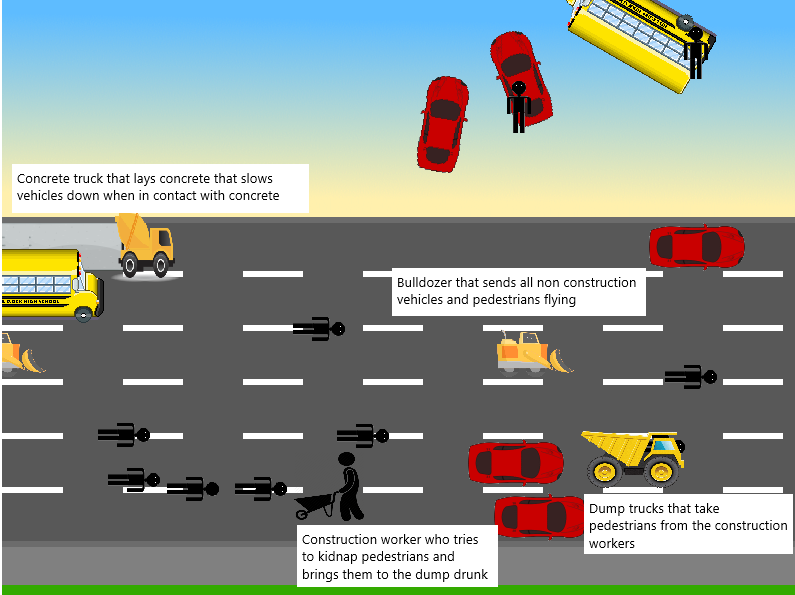 Concrete truck that lays concrete that slows
vehicles down when in contact with concrete
Bulldozer that sends all non construction
vehicles and pedestrians flying
HIGH SCHOOL
Construction worker who tries
to kidnap pedestrians and
brings them to the dump drunk
Dump trucks that take
pedestrians from the construction
workers